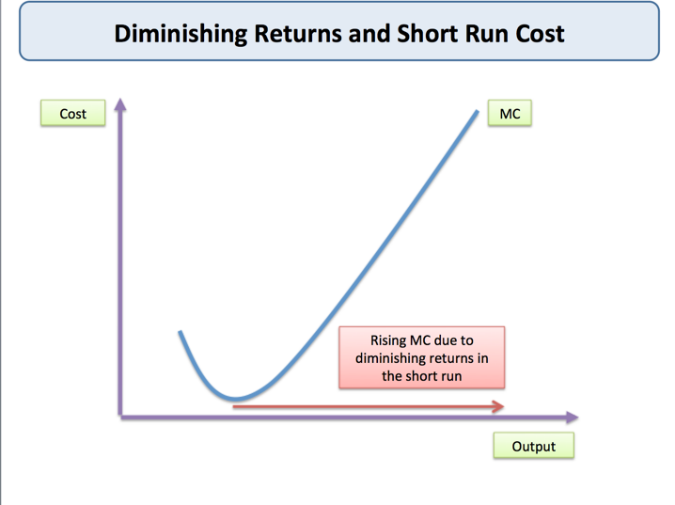 Diminishing Returns and Short Run Cost
Cost
MC
Rising MC due to
diminishing returns in
the short run
Output